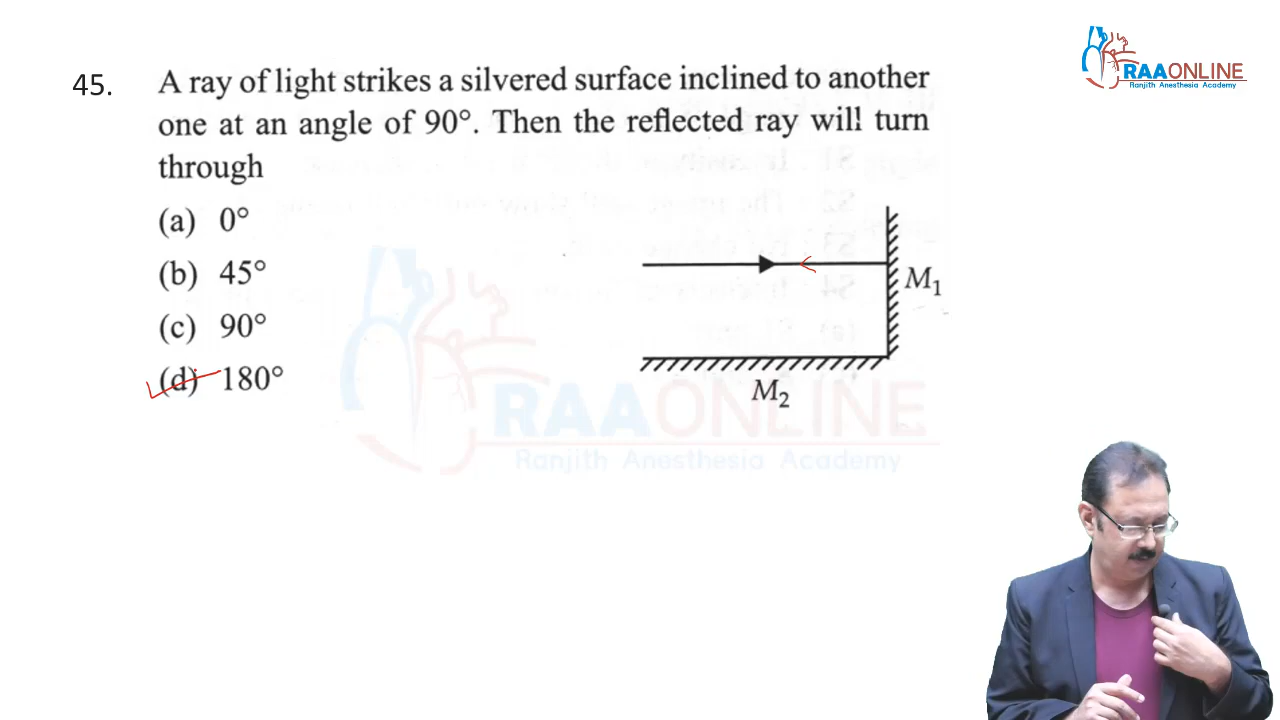 RAAONLINE
Ranjith Anesthesia Academy
45.
A ray of light strikes a silvered surface inclined to another
one at an angle of 90°. Then the reflected ray will turn
through
(a) 0°
(b) 45°
(c) 90°
(d) 180°
M1
M2
RAAONLINE
Ranjith Anesthesia Academy